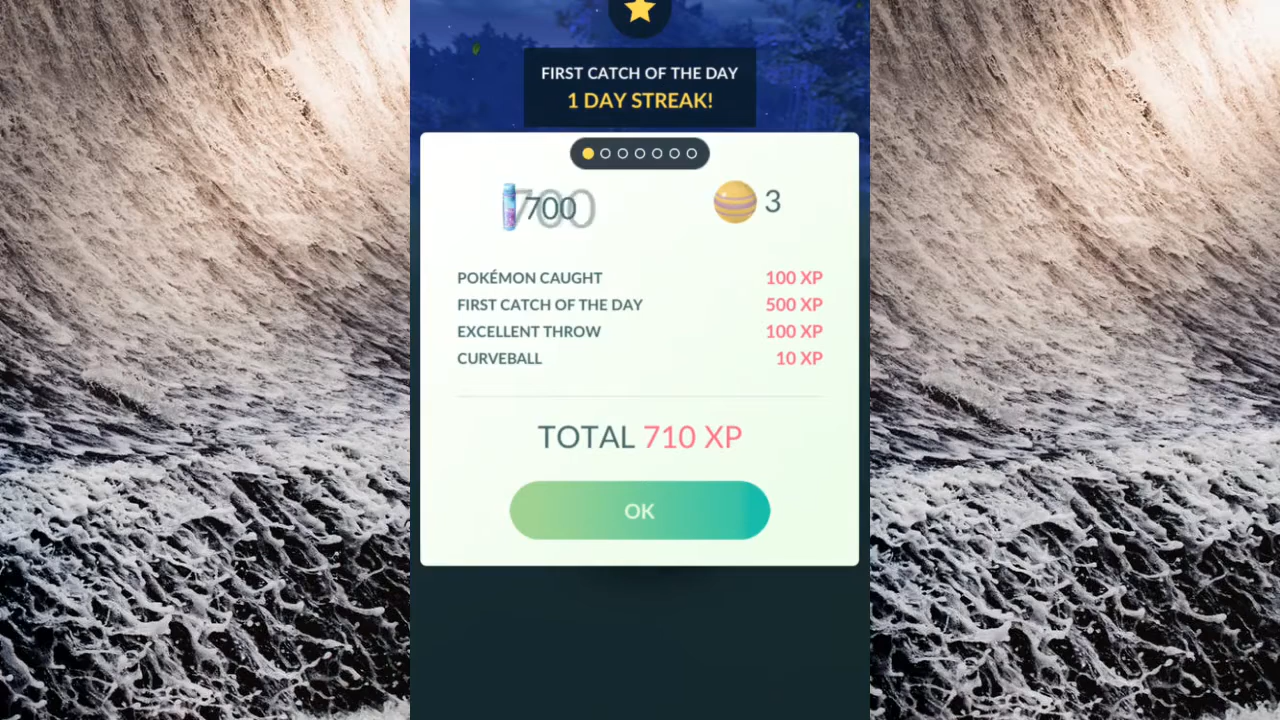 FIRST CATCH OF THE DAY
1 DAY STREAK!
700 3
POKÉMON CAUGHT 100 XP
FIRST CATCH OF THE DAY 500 XP
EXCELLENT THROW 100 XP
CURVEBALL 10 XP
TOTAL 710 XP
OK